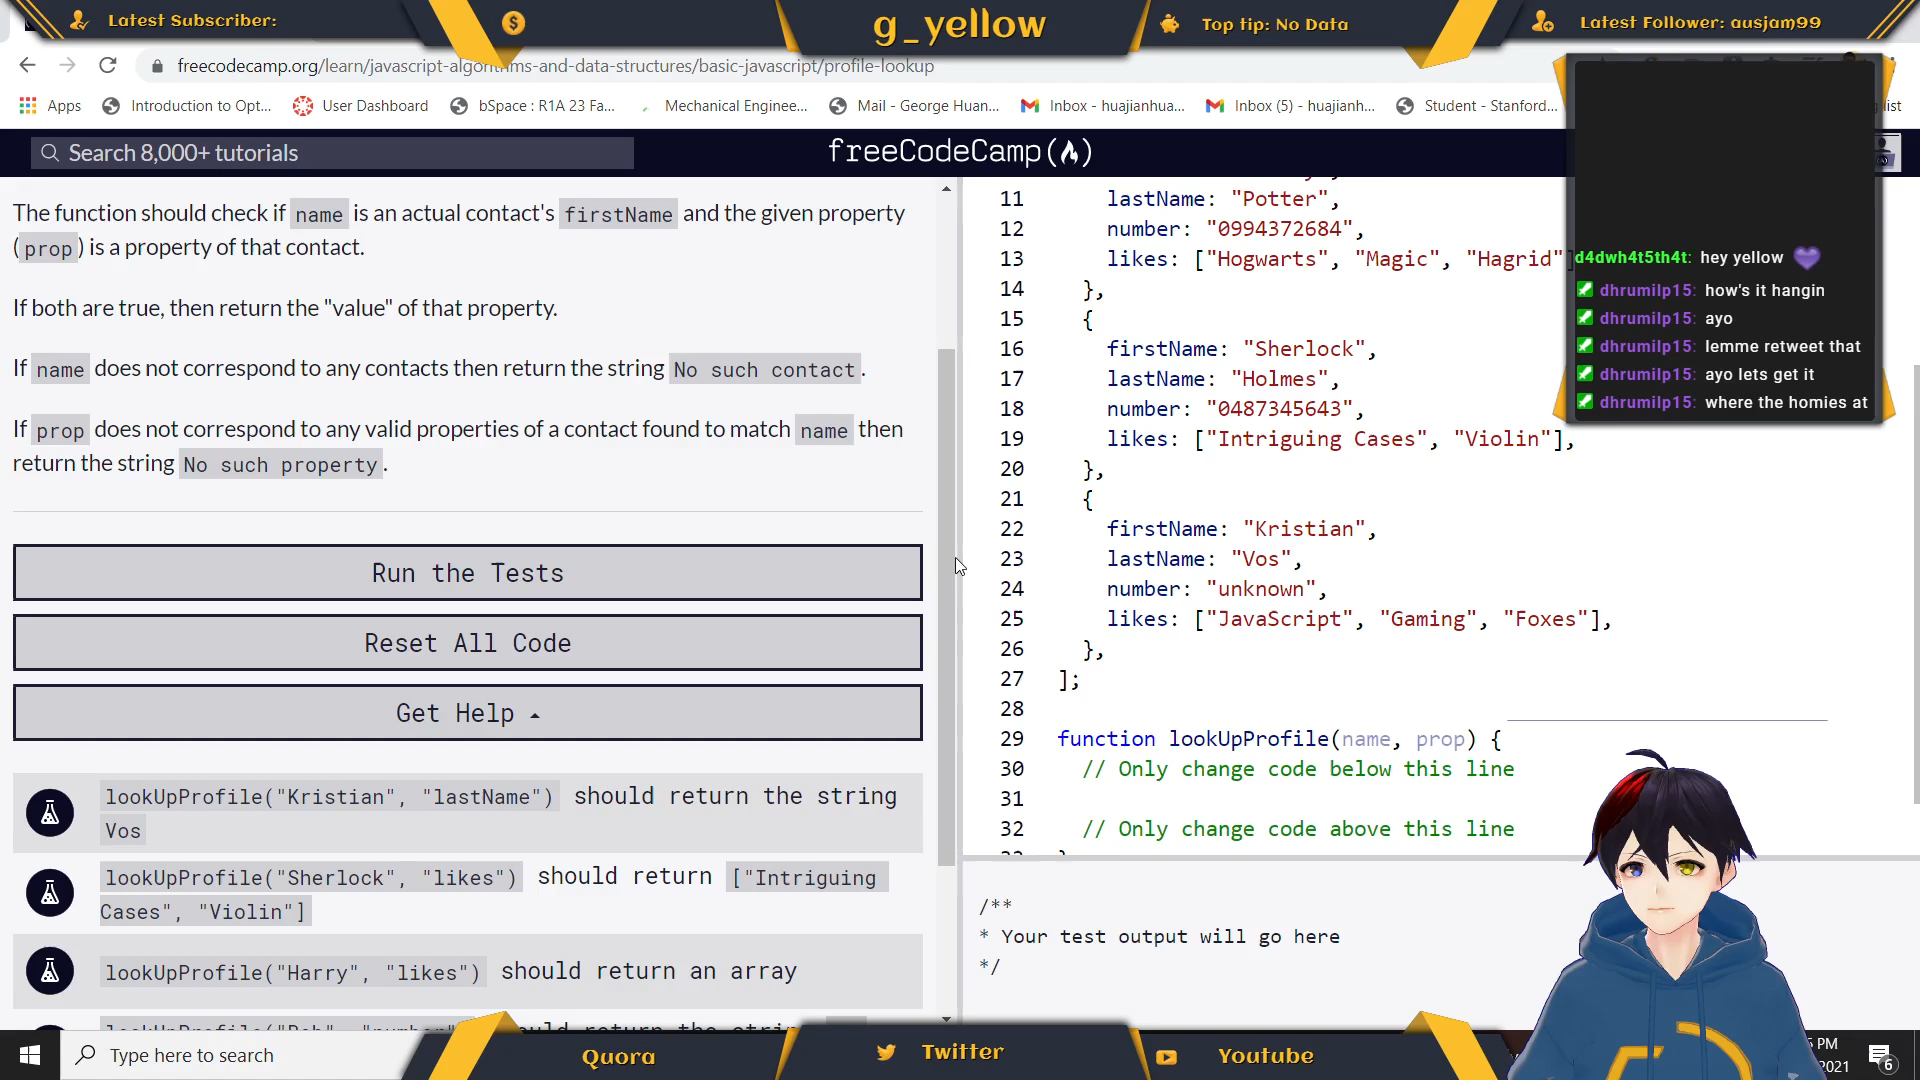 Latest Subscriber:
g_yellow
Top tip: No Data
Latest Follower: ausjam99
freecodecamp.org/learn/javascript-algorithms-and-data-structures/basic-javascript/profile-lookup
Apps
Introduction to Opt...
User Dashboard
bSpace : R1A 23 Fa...
Mechanical Enginee...
Mail - George Huan...
Inbox - huajianhua...
Inbox (5) - huajianh...
Student - Stanford...
list
Search 8,000+ tutorials
freeCodeCamp
The function should check if name is an actual contact's firstName and the given property
(prop) is a property of that contact.
If both are true, then return the "value" of that property.
If name does not correspond to any contacts then return the string No such contact.
If prop does not correspond to any valid properties of a contact found to match name then
return the string No such property.
Run the Tests
Reset All Code
Get Help
lookUpProfile("Kristian", "lastName") should return the string
Vos
lookUpProfile("Sherlock", "likes") should return ["Intriguing
Cases", "Violin"]
lookUpProfile("Harry", "likes") should return an array
11 lastName: "Potter",
12 number: "0994372684",
13 likes: ["Hogwarts", "Magic", "Hagrid"]
14 },
15 {
16 firstName: "Sherlock",
17 lastName: "Holmes",
18 number: "0487345643",
19 likes: ["Intriguing Cases", "Violin"],
20 },
21 {
22 firstName: "Kristian",
23 lastName: "Vos",
24 number: "unknown",
25 likes: ["JavaScript", "Gaming", "Foxes"],
26 },
27 ];
28
29 function lookUpProfile(name, prop) {
30 // Only change code below this line
31
32 // Only change code above this line
/**
* Your test output will go here
*/
d4dwh4t5th4t: hey yellow
dhrumilp15: how's it hangin
dhrumilp15: ayo
dhrumilp15: lemme retweet that
dhrumilp15: ayo lets get it
dhrumilp15: where the homies at
Type here to search
Quora
Twitter
Youtube
PM
2021
6